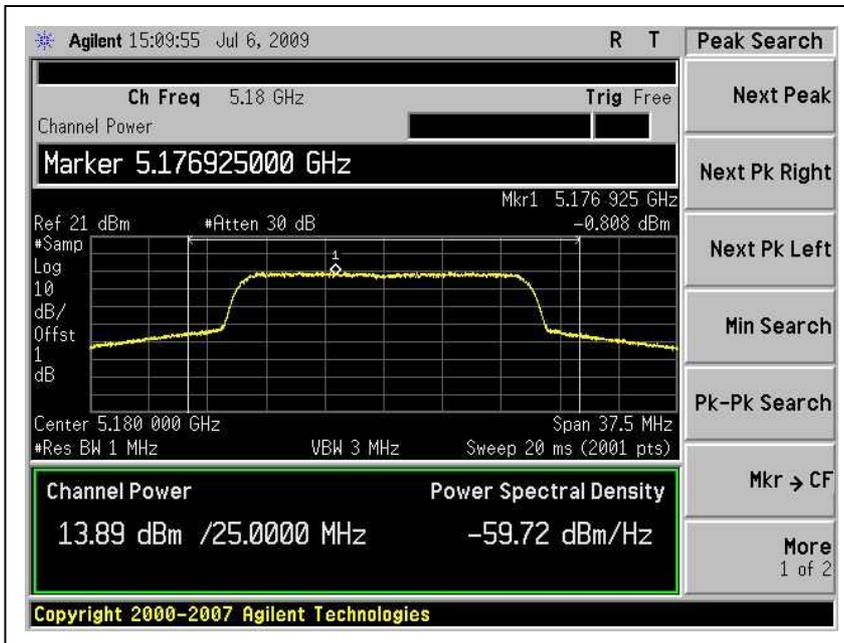 Agilent 15:09:55 Jul 6, 2009 R T
Peak Search
Ch Freq 5.18 GHz Trig Free
Channel Power
Marker 5.176925000 GHz
Mkr1 5.176 925 GHz
Ref 21 dBm #Atten 30 dB -0.808 dBm
#Samp
Log
10
dB/
Offst
1
dB
1
Center 5.180 000 GHz Span 37.5 MHz
#Res BW 1 MHz VBW 3 MHz Sweep 20 ms (2001 pts)
Channel Power Power Spectral Density
13.89 dBm /25.0000 MHz -59.72 dBm/Hz
Copyright 2000-2007 Agilent Technologies
Next Peak
Next Pk Right
Next Pk Left
Min Search
Pk-Pk Search
Mkr → CF
More
1 of 2